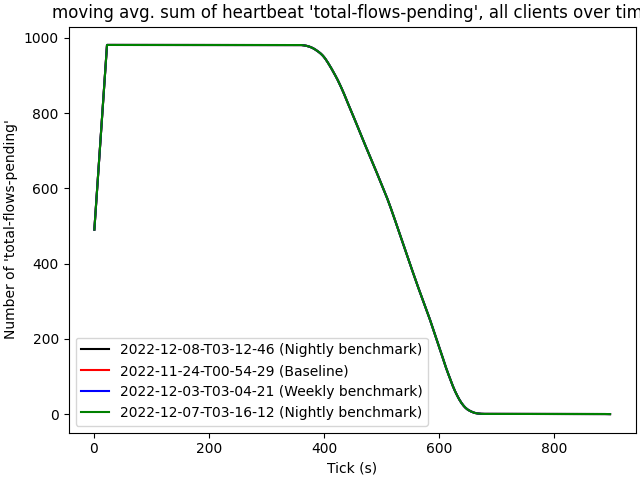 moving avg. sum of heartbeat 'total-flows-pending', all clients over tim
Number of 'total-flows-pending'
1000
800
600
400
200
0
2022-12-08-T03-12-46 (Nightly benchmark)
2022-11-24-T00-54-29 (Baseline)
2022-12-03-T03-04-21 (Weekly benchmark)
2022-12-07-T03-16-12 (Nightly benchmark)
0 200 400 600 800
Tick (s)